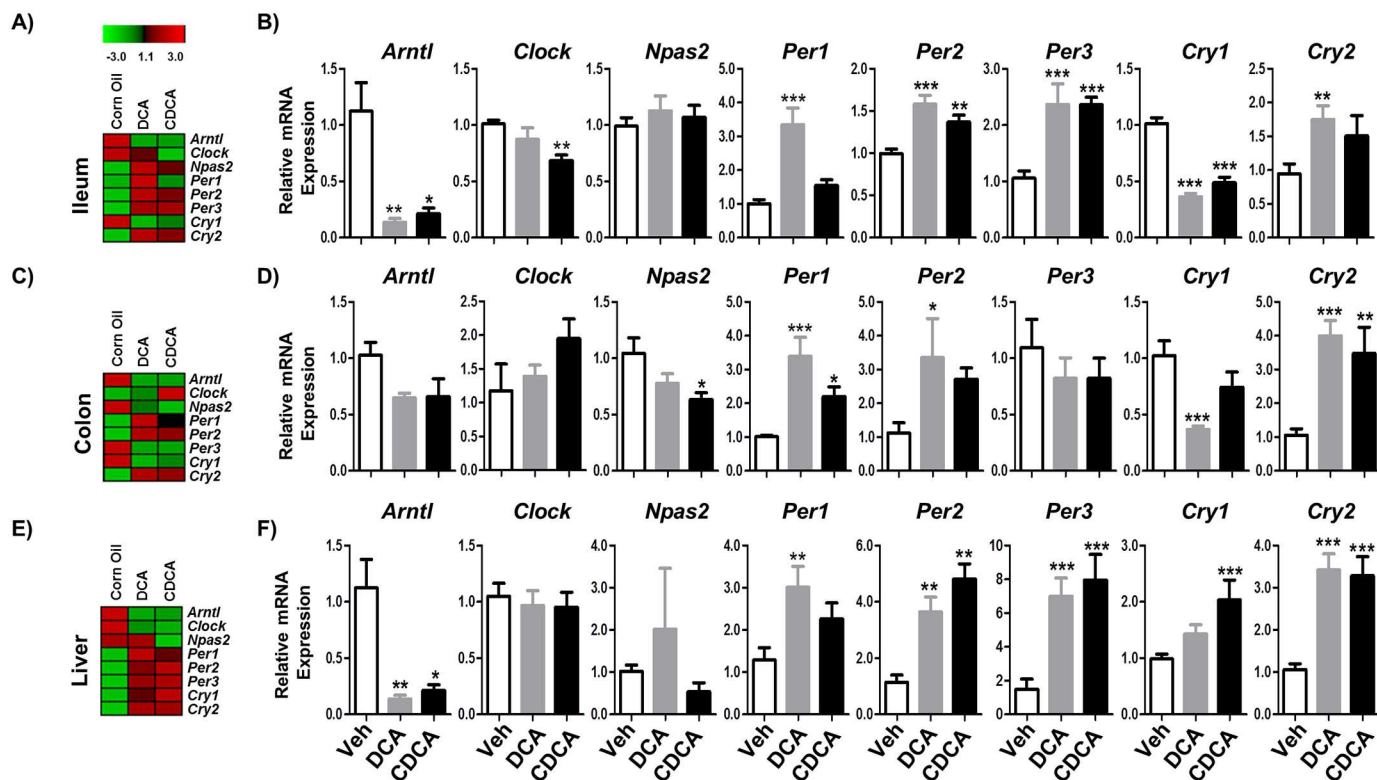 A)
-3.0 1.1 3.0
Corn Oil DCA CDCA
Ileum
Arntl
Clock
Npas2
Per1
Per2
Per3
Cry1
Cry2
B)
Arntl Clock Npas2 Per1 Per2 Per3 Cry1 Cry2
Relative mRNA
Expression
1.5 1.0 0.5 0.0
** *
1.5 1.0 0.5 0.0
**
1.5 1.0 0.5 0.0
5.0 4.0 3.0 2.0 1.0 0.0
***
2.0 1.5 1.0 0.5 0.0
*** **
3.0 2.0 1.0 0.0
*** ***
1.5 1.0 0.5 0.0
*** ***
2.5 2.0 1.5 1.0 0.5 0.0
**
C)
Corn Oil DCA CDCA
Colon
Arntl
Clock
Npas2
Per1
Per2
Per3
Cry1
Cry2
D)
Arntl Clock Npas2 Per1 Per2 Per3 Cry1 Cry2
Relative mRNA
Expression
1.5 1.0 0.5 0.0
2.5 2.0 1.5 1.0 0.5 0.0
1.5 1.0 0.5 0.0
*
5.0 4.0 3.0 2.0 1.0 0.0
*** *
5.0 4.0 3.0 2.0 1.0 0.0
*
1.5 1.0 0.5 0.0
1.5 1.0 0.5 0.0
***
5.0 4.0 3.0 2.0 1.0 0.0
*** **
E)
Corn Oil DCA CDCA
Liver
Arntl
Clock
Npas2
Per1
Per2
Per3
Cry1
Cry2
F)
Arntl Clock Npas2 Per1 Per2 Per3 Cry1 Cry2
Relative mRNA
Expression
1.5 1.0 0.5 0.0
** *
1.5 1.0 0.5 0.0
4.0 3.0 2.0 1.0 0.0
4.0 3.0 2.0 1.0 0.0
**
6.0 4.0 2.0 0.0
** **
10 8 6 4 2 0
*** ***
3.0 2.0 1.0 0.0
***
4.0 3.0 2.0 1.0 0.0
*** ***
Veh DCA CDCA Veh DCA CDCA Veh DCA CDCA Veh DCA CDCA Veh DCA CDCA Veh DCA CDCA Veh DCA CDCA Veh DCA CDCA